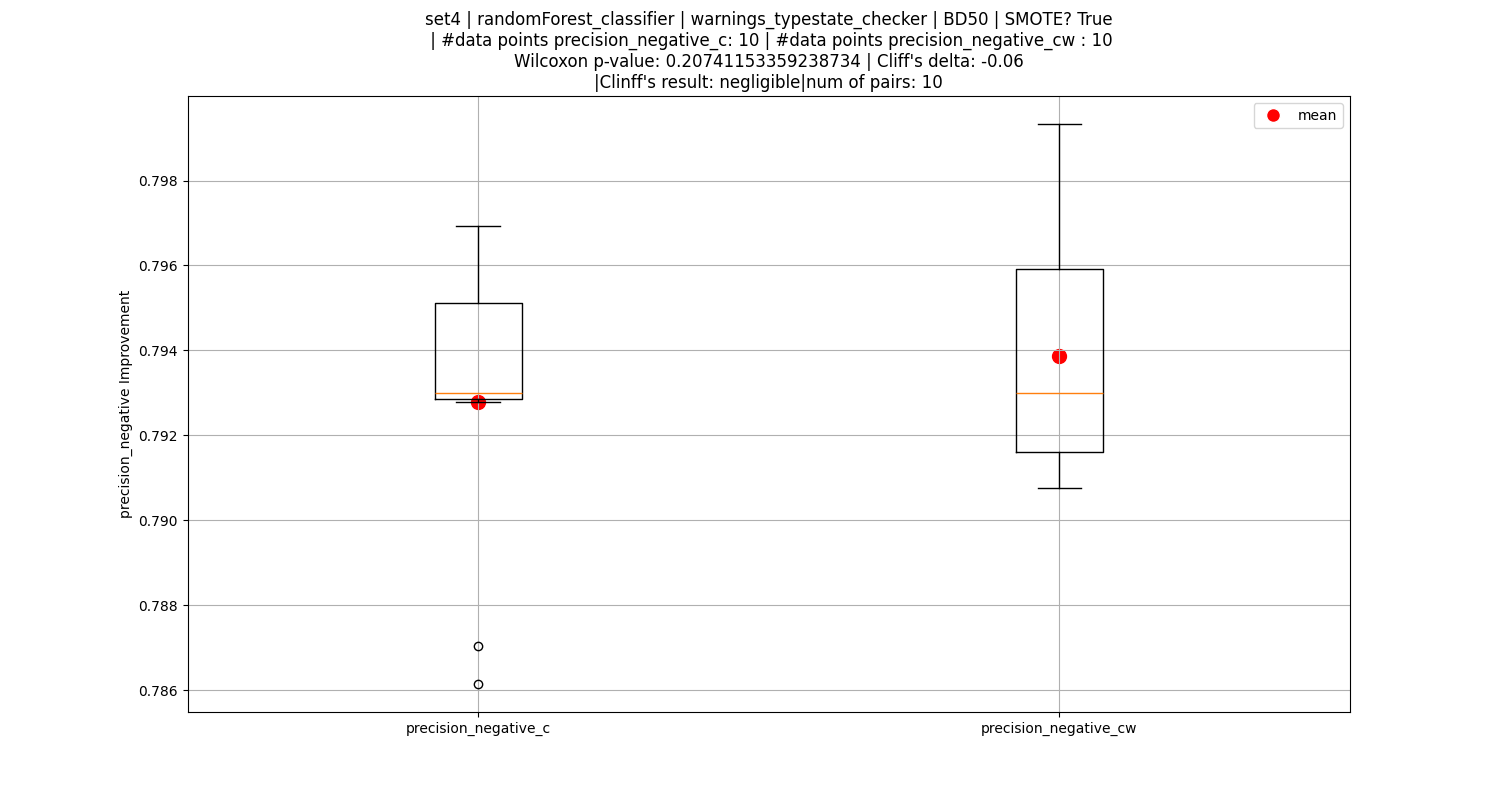 set4 | randomForest_classifier | warnings_typestate_checker | BD50 | SMOTE? True
| #data points precision_negative_c: 10 | #data points precision_negative_cw : 10
Wilcoxon p-value: 0.20741153359238734 | Cliff's delta: -0.06
|Clinff's result: negligible|num of pairs: 10
mean
precision_negative Improvement
0.798
0.796
0.794
0.792
0.790
0.788
0.786
precision_negative_c
precision_negative_cw